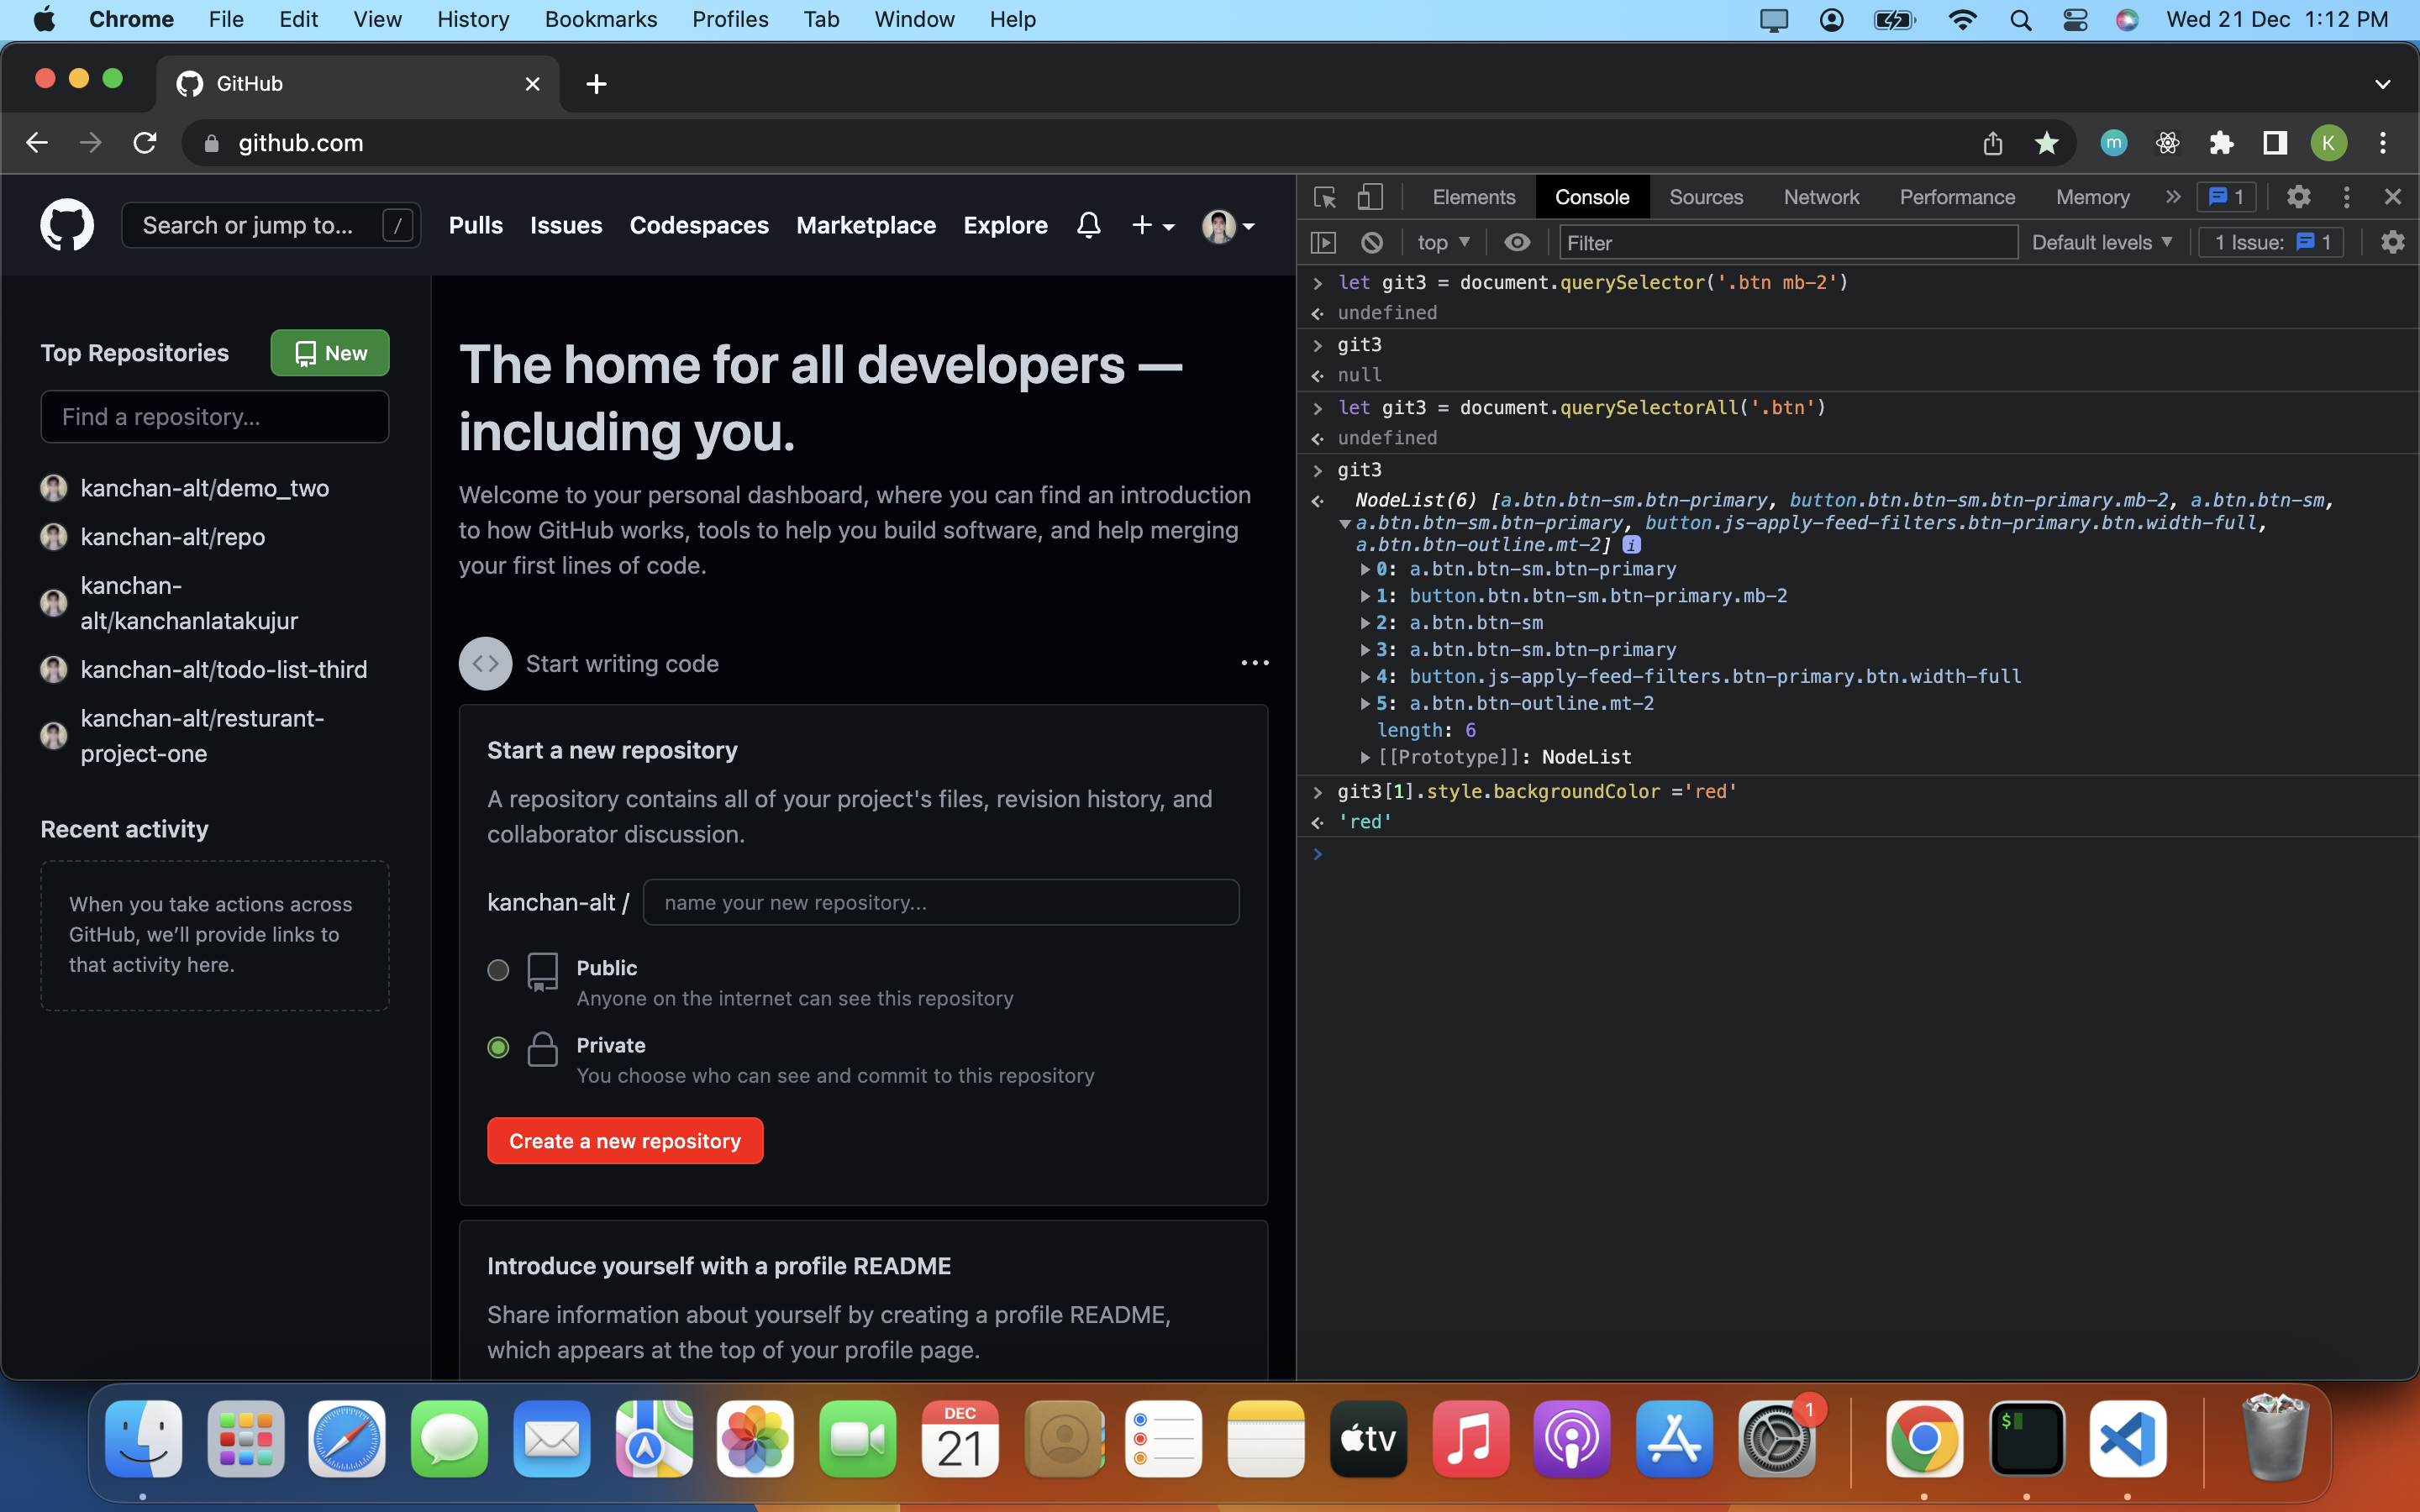 Chrome File Edit View History Bookmarks Profiles Tab Window Help Wed 21 Dec 1:12 PM
GitHub
github.com
m
K
Search or jump to... /
Pulls Issues Codespaces Marketplace Explore
Elements Console Sources Network Performance Memory 1
top Filter Default levels 1 Issue: 1
Top Repositories
New
Find a repository...
kanchan-alt/demo_two
kanchan-alt/repo
kanchan-
alt/kanchanlatakujur
kanchan-alt/todo-list-third
kanchan-alt/resturant-
project-one
Recent activity
When you take actions across
GitHub, we’ll provide links to
that activity here.
The home for all developers —
including you.
Welcome to your personal dashboard, where you can find an introduction
to how GitHub works, tools to help you build software, and help merging
your first lines of code.
Start writing code
Start a new repository
A repository contains all of your project's files, revision history, and
collaborator discussion.
kanchan-alt / name your new repository...
Public
Anyone on the internet can see this repository
Private
You choose who can see and commit to this repository
Create a new repository
Introduce yourself with a profile README
Share information about yourself by creating a profile README,
which appears at the top of your profile page.
let git3 = document.querySelector('.btn mb-2')
undefined
git3
null
let git3 = document.querySelectorAll('.btn')
undefined
git3
NodeList(6) [a.btn.btn-sm.btn-primary, button.btn.btn-sm.btn-primary.mb-2, a.btn.btn-sm,
a.btn.btn-sm.btn-primary, button.js-apply-feed-filters.btn-primary.btn.width-full,
a.btn.btn-outline.mt-2] i
0: a.btn.btn-sm.btn-primary
1: button.btn.btn-sm.btn-primary.mb-2
2: a.btn.btn-sm
3: a.btn.btn-sm.btn-primary
4: button.js-apply-feed-filters.btn-primary.btn.width-full
5: a.btn.btn-outline.mt-2
length: 6
[[Prototype]]: NodeList
git3[1].style.backgroundColor ='red'
'red'
DEC
21
tv
1
$